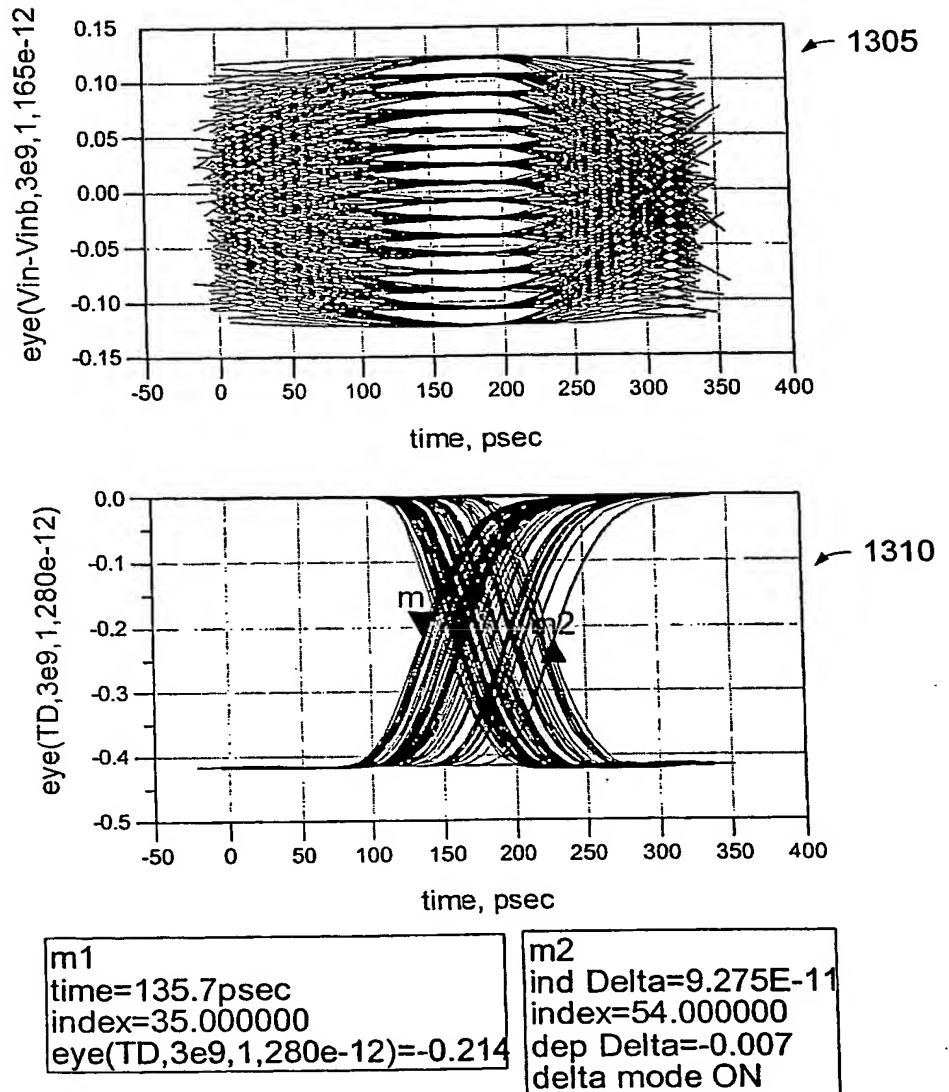 eye(Vin-Vinb,3e9,1,165e-12
0.15
0.10
0.05
0.00
-0.05
-0.10
-0.15
-50 0 50 100 150 200 250 300 350 400
time, psec
1305
eye(TD,3e9,1,280e-12)
0.0
-0.1
-0.2
-0.3
-0.4
-0.5
m
m2
-50 0 50 100 150 200 250 300 350 400
time, psec
1310
m1
time=135.7psec
index=35.000000
eye(TD,3e9,1,280e-12)=-0.214
m2
ind Delta=9.275E-11
index=54.000000
dep Delta=-0.007
delta mode ON